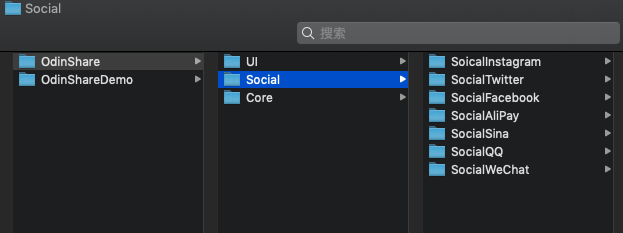 Social
搜索
OdinShare
OdinShareDemo
UI
Social
Core
SoicalInstagram
SocialTwitter
SocialFacebook
SocialAliPay
SocialSina
SocialQQ
SocialWeChat